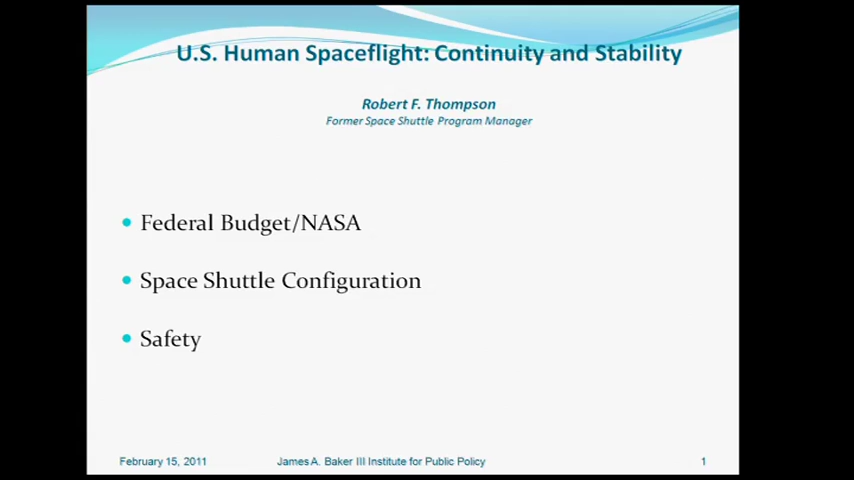 U.S. Human Spaceflight: Continuity and Stability
Robert F. Thompson
Former Space Shuttle Program Manager
• Federal Budget/NASA
• Space Shuttle Configuration
• Safety
February 15, 2011 James A. Baker III Institute for Public Policy 1